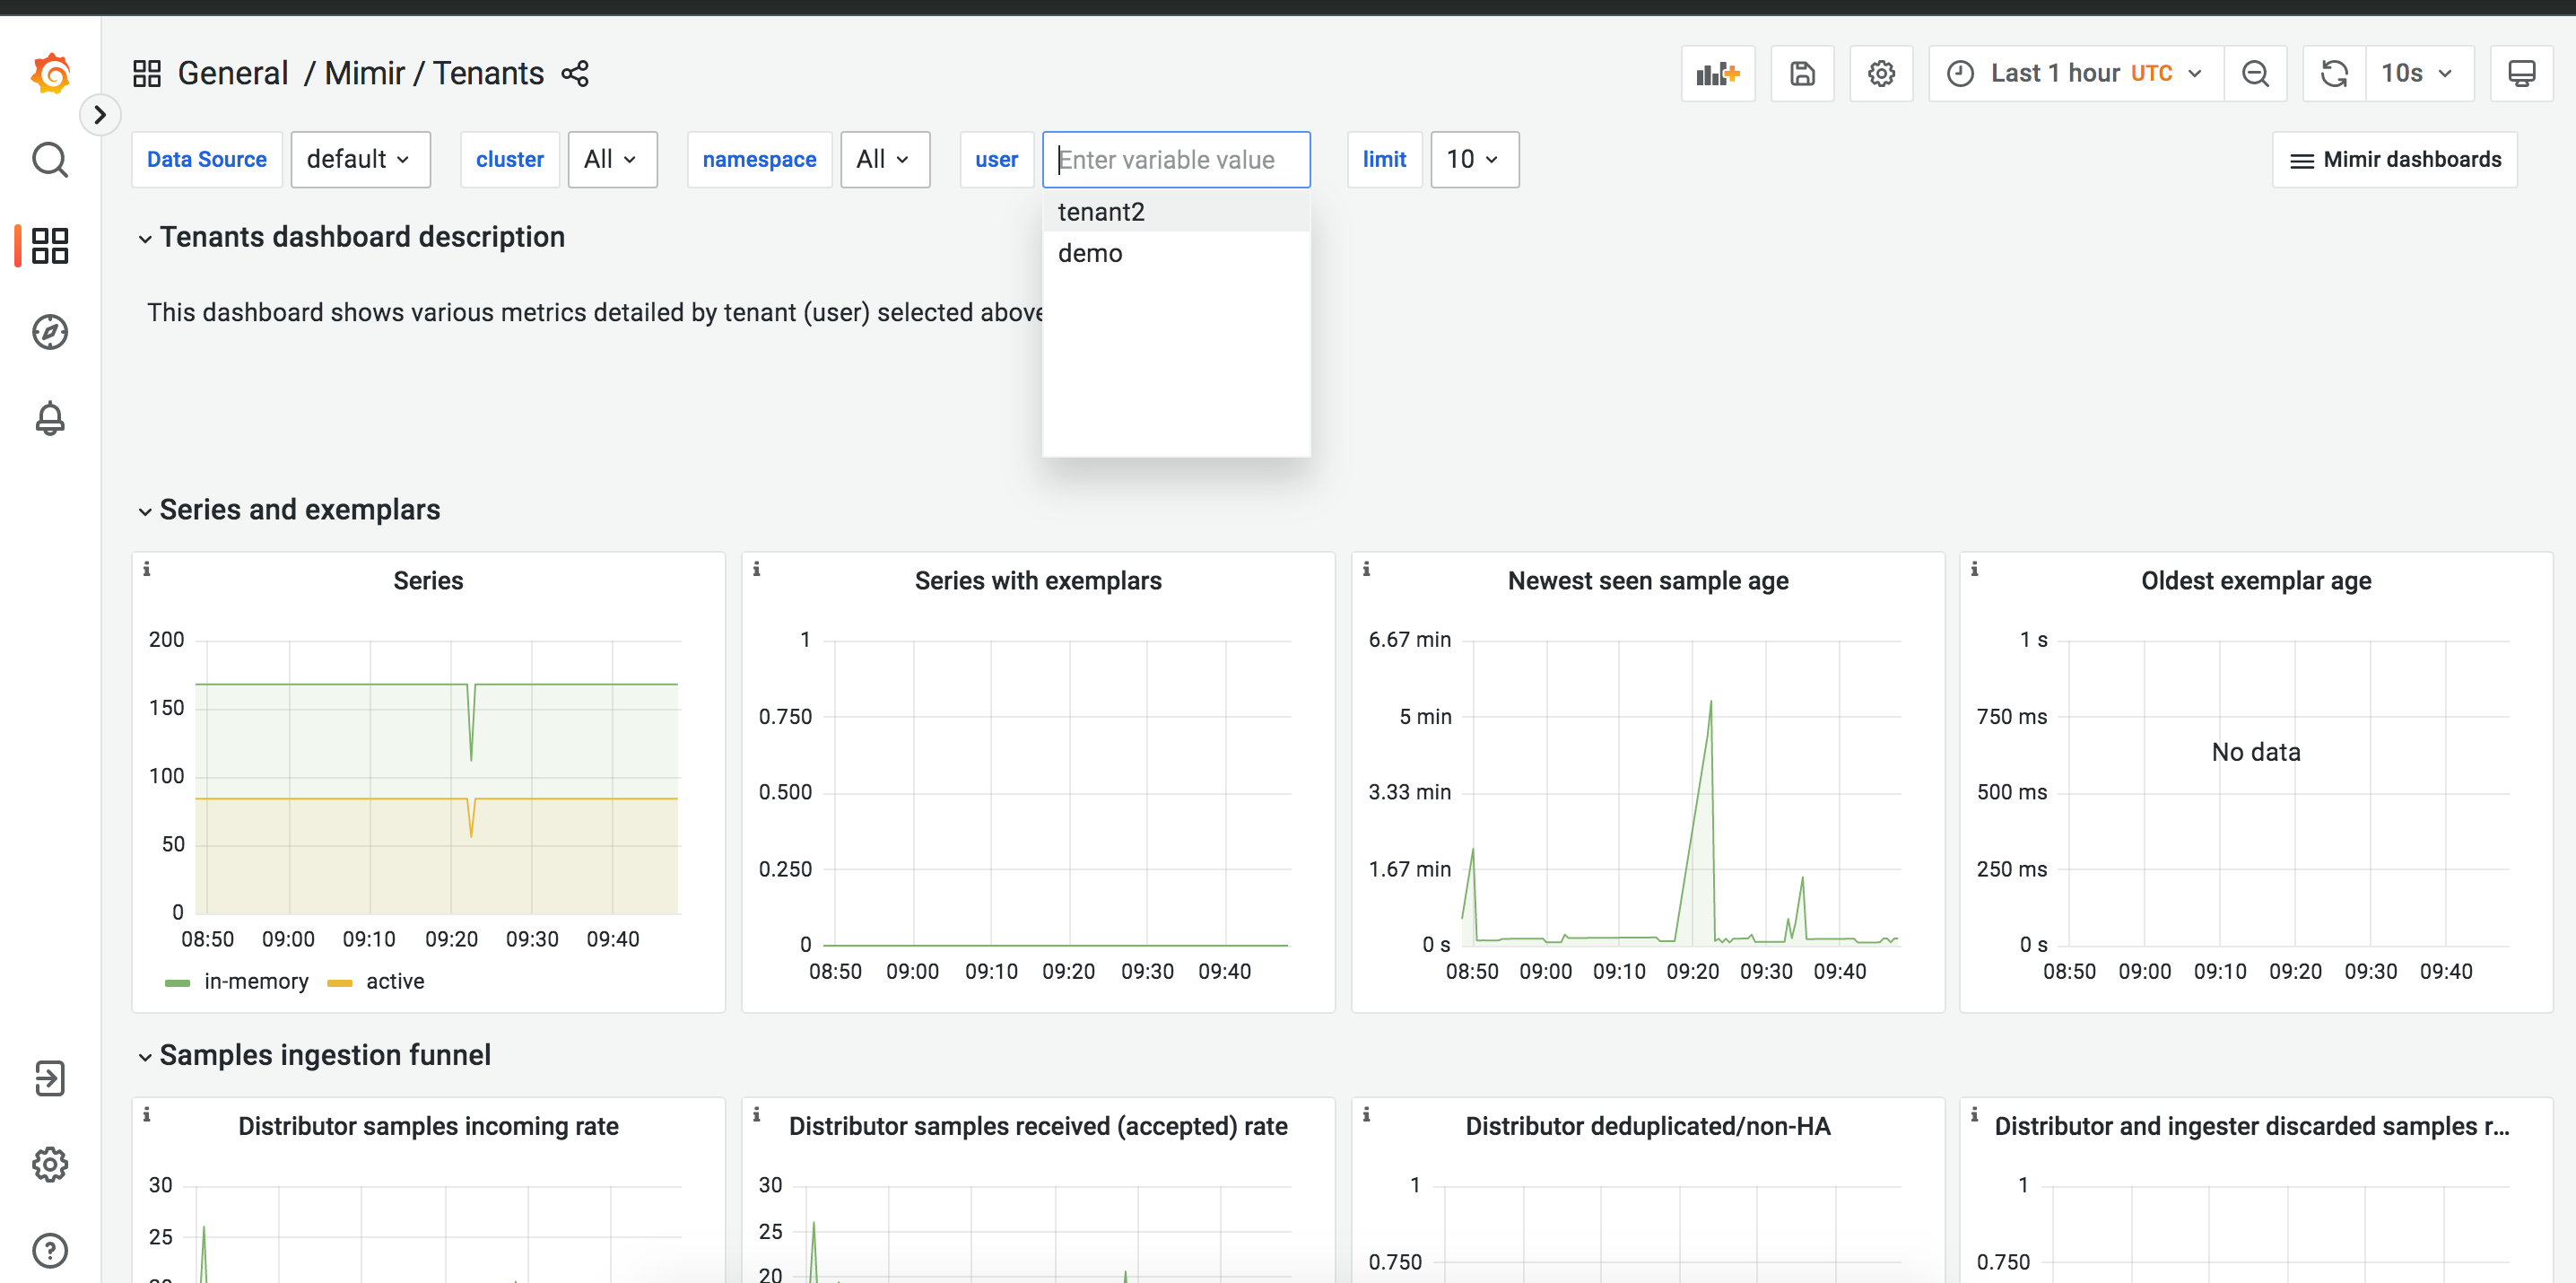 General / Mimir / Tenants
Last 1 hour UTC
10s
Data Source default cluster All namespace All user Enter variable value limit 10 Mimir dashboards
tenant2
demo
Tenants dashboard description
This dashboard shows various metrics detailed by tenant (user) selected above
Series and exemplars
Series
200
150
100
50
0
08:50 09:00 09:10 09:20 09:30 09:40
in-memory active
Series with exemplars
1
0.750
0.500
0.250
0
08:50 09:00 09:10 09:20 09:30 09:40
Newest seen sample age
6.67 min
5 min
3.33 min
1.67 min
0 s
08:50 09:00 09:10 09:20 09:30 09:40
Oldest exemplar age
1 s
750 ms
No data
500 ms
250 ms
0 s
08:50 09:00 09:10 09:20 09:30 09:40
Samples ingestion funnel
Distributor samples incoming rate
30
25
Distributor samples received (accepted) rate
30
25
20
Distributor deduplicated/non-HA
1
0.750
Distributor and ingester discarded samples r...
1
0.750